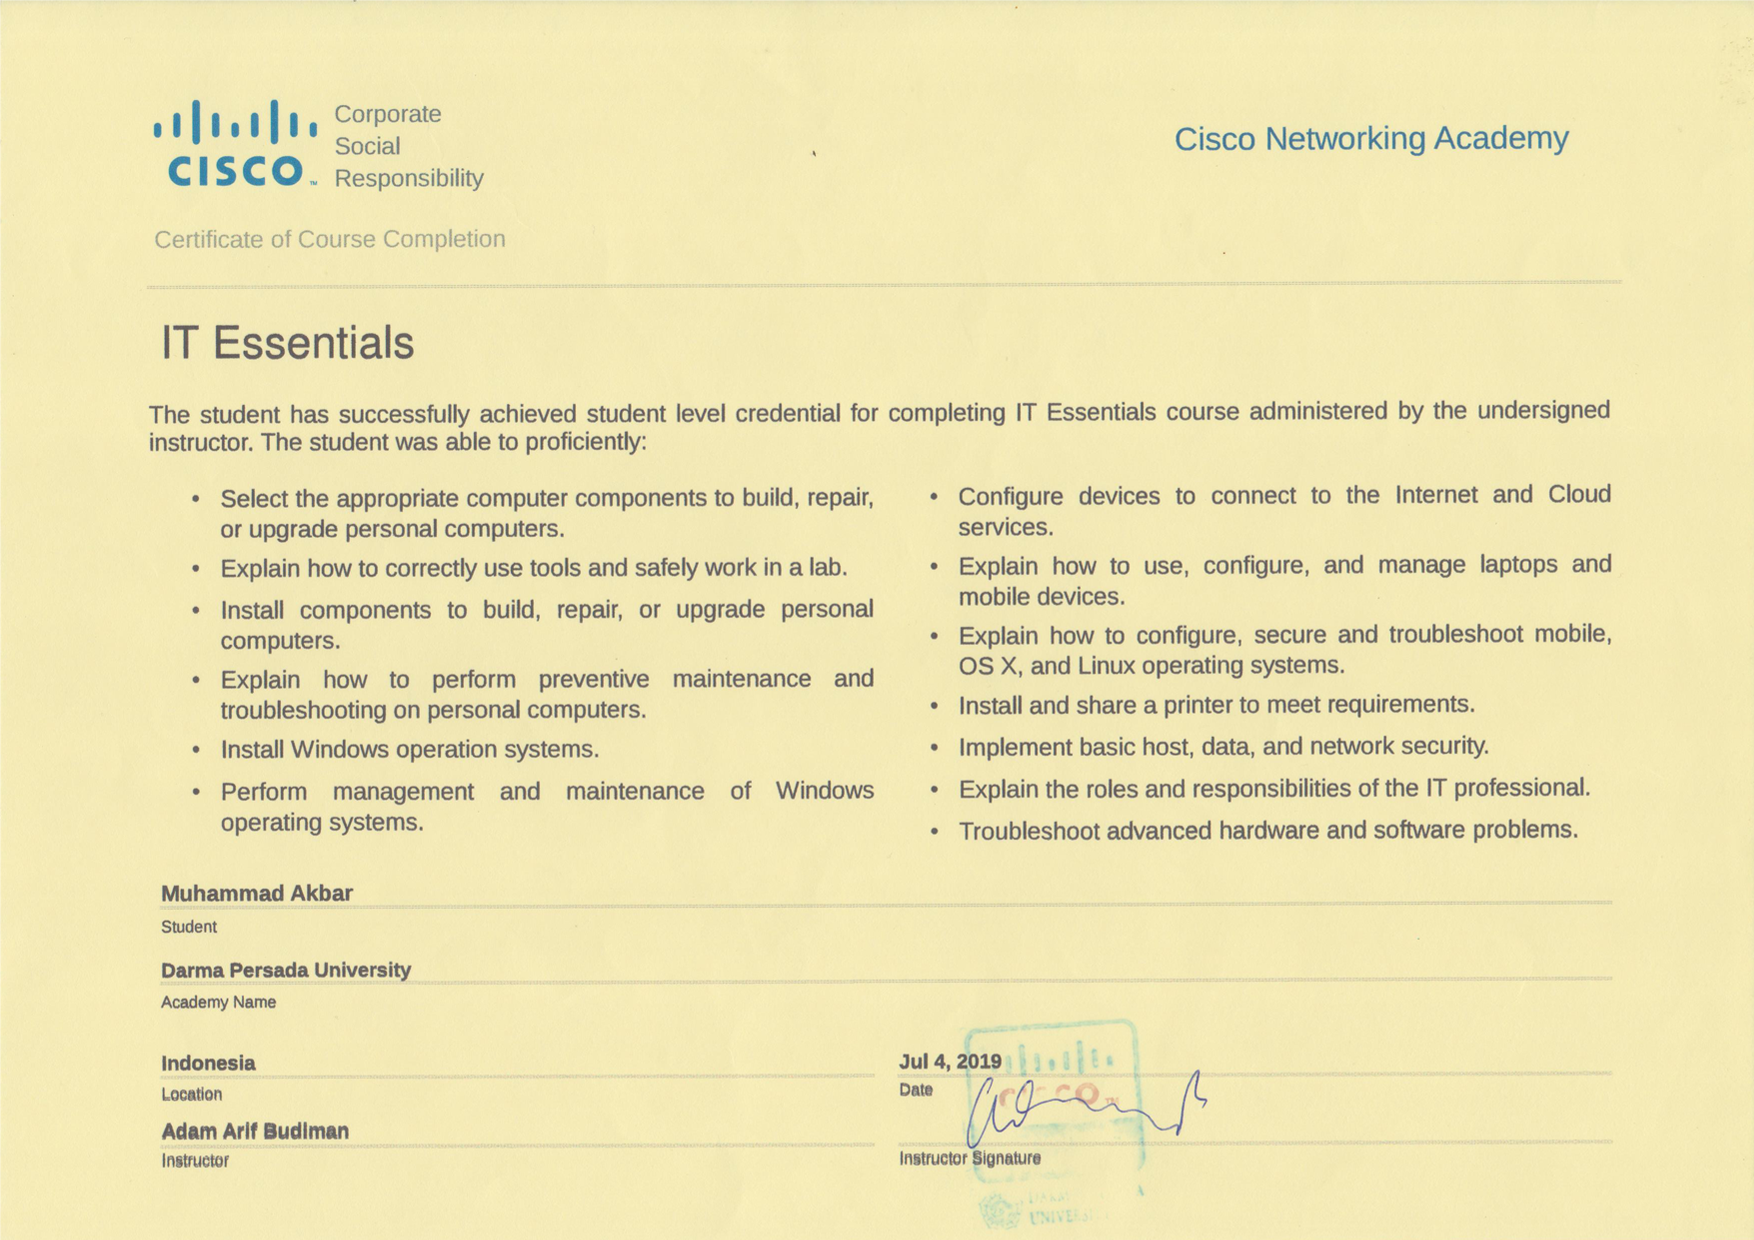 Corporate
Social
Responsibility
CISCO™
Cisco Networking Academy
Certificate of Course Completion
IT Essentials
The student has successfully achieved student level credential for completing IT Essentials course administered by the undersigned
instructor. The student was able to proficiently:
• Select the appropriate computer components to build, repair,
or upgrade personal computers.
• Explain how to correctly use tools and safely work in a lab.
• Install components to build, repair, or upgrade personal
computers.
• Explain how to perform preventive maintenance and
troubleshooting on personal computers.
• Install Windows operation systems.
• Perform management and maintenance of Windows
operating systems.
• Configure devices to connect to the Internet and Cloud
services.
• Explain how to use, configure, and manage laptops and
mobile devices.
• Explain how to configure, secure and troubleshoot mobile,
OS X, and Linux operating systems.
• Install and share a printer to meet requirements.
• Implement basic host, data, and network security.
• Explain the roles and responsibilities of the IT professional.
• Troubleshoot advanced hardware and software problems.
Muhammad Akbar
Student
Darma Persada University
Academy Name
Indonesia
Location
Jul 4, 2019
Date
CISCO™
Adam Arif Budiman
Instructor
Instructor Signature